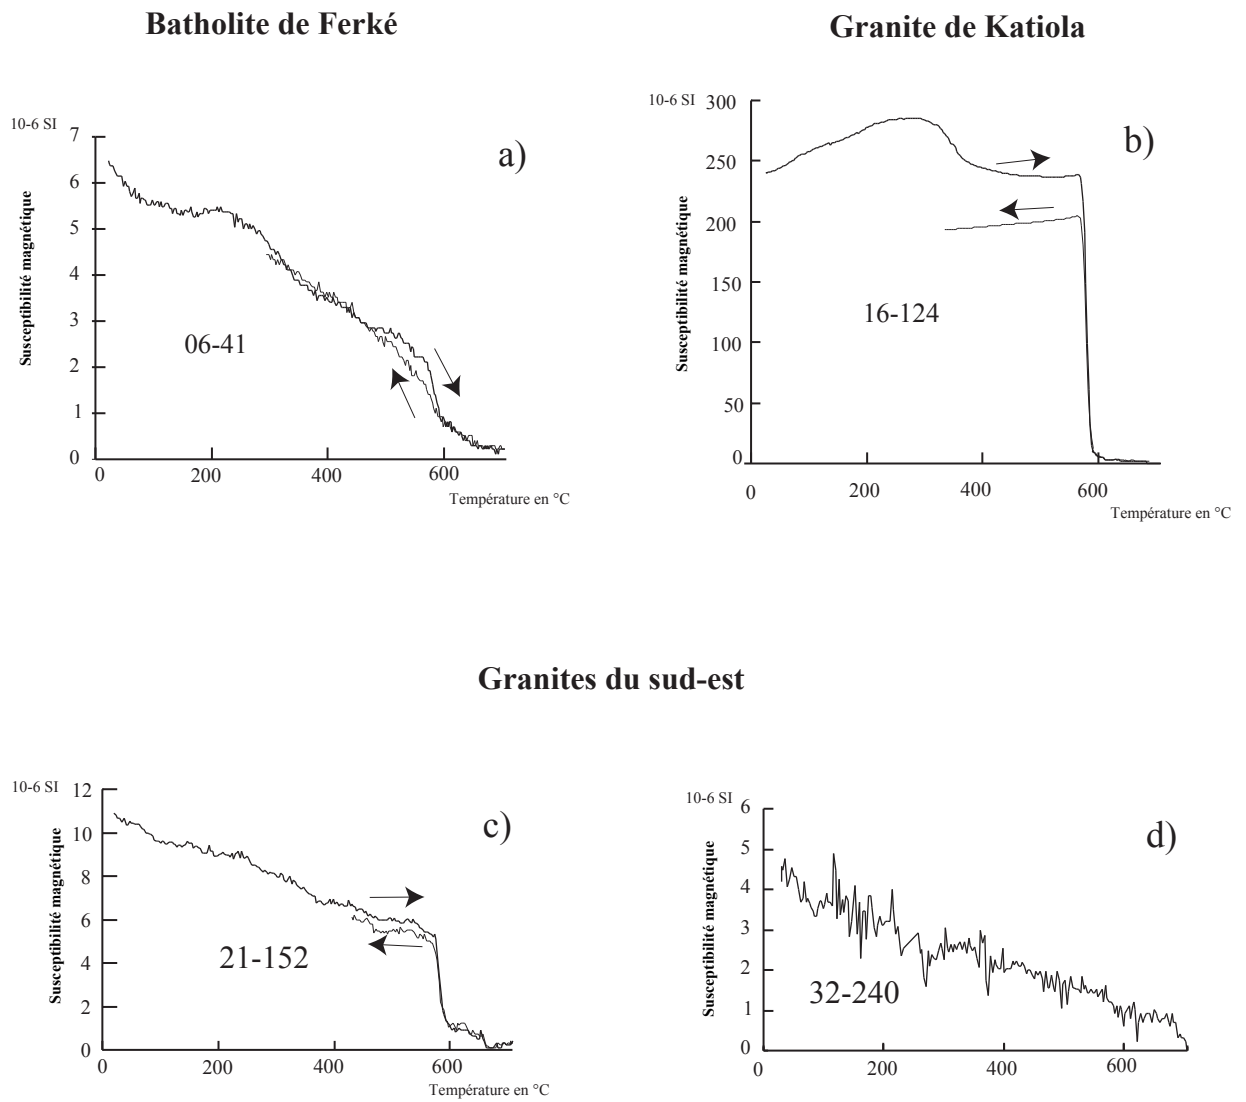 Batholite de Ferké
Granite de Katiola
10-6 SI
7
6
5
4
3
2
1
0
Susceptibilité magnétique
a)
06-41
0 200 400 600
Température en °C
10-6 SI
300
250
200
150
100
50
0
Susceptibilité magnétique
b)
16-124
0 200 400 600
Température en °C
Granites du sud-est
10-6 SI
12
10
8
6
4
2
0
Susceptibilité magnétique
c)
21-152
0 200 400 600
Température en °C
10-6 SI
6
5
4
3
2
1
0
Susceptibilité magnétique
d)
32-240
0 200 400 600